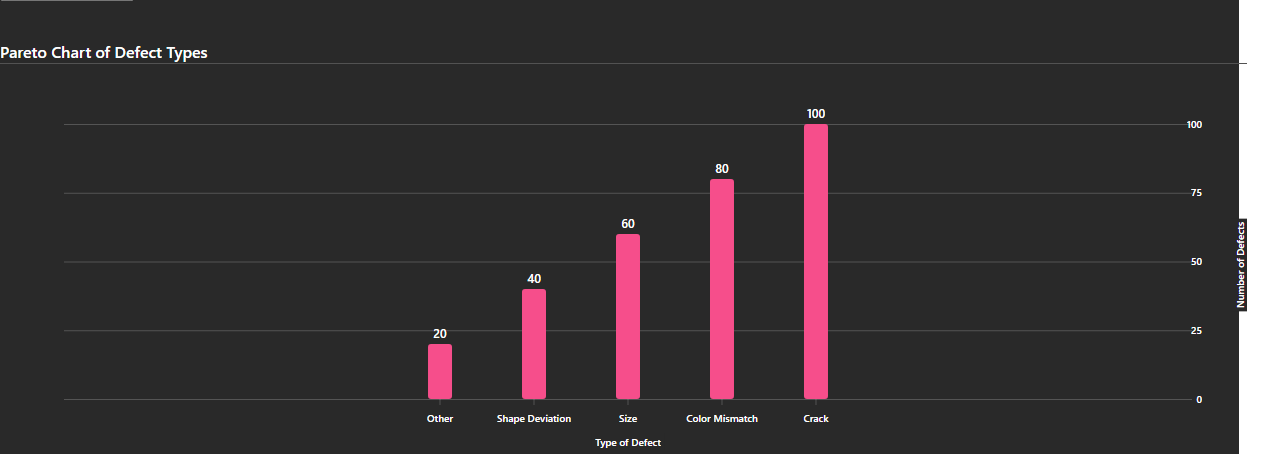 Pareto Chart of Defect Types
100
100
80
75
60
Number of Defects
50
40
20
25
0
Other Shape Deviation Size Color Mismatch Crack
Type of Defect